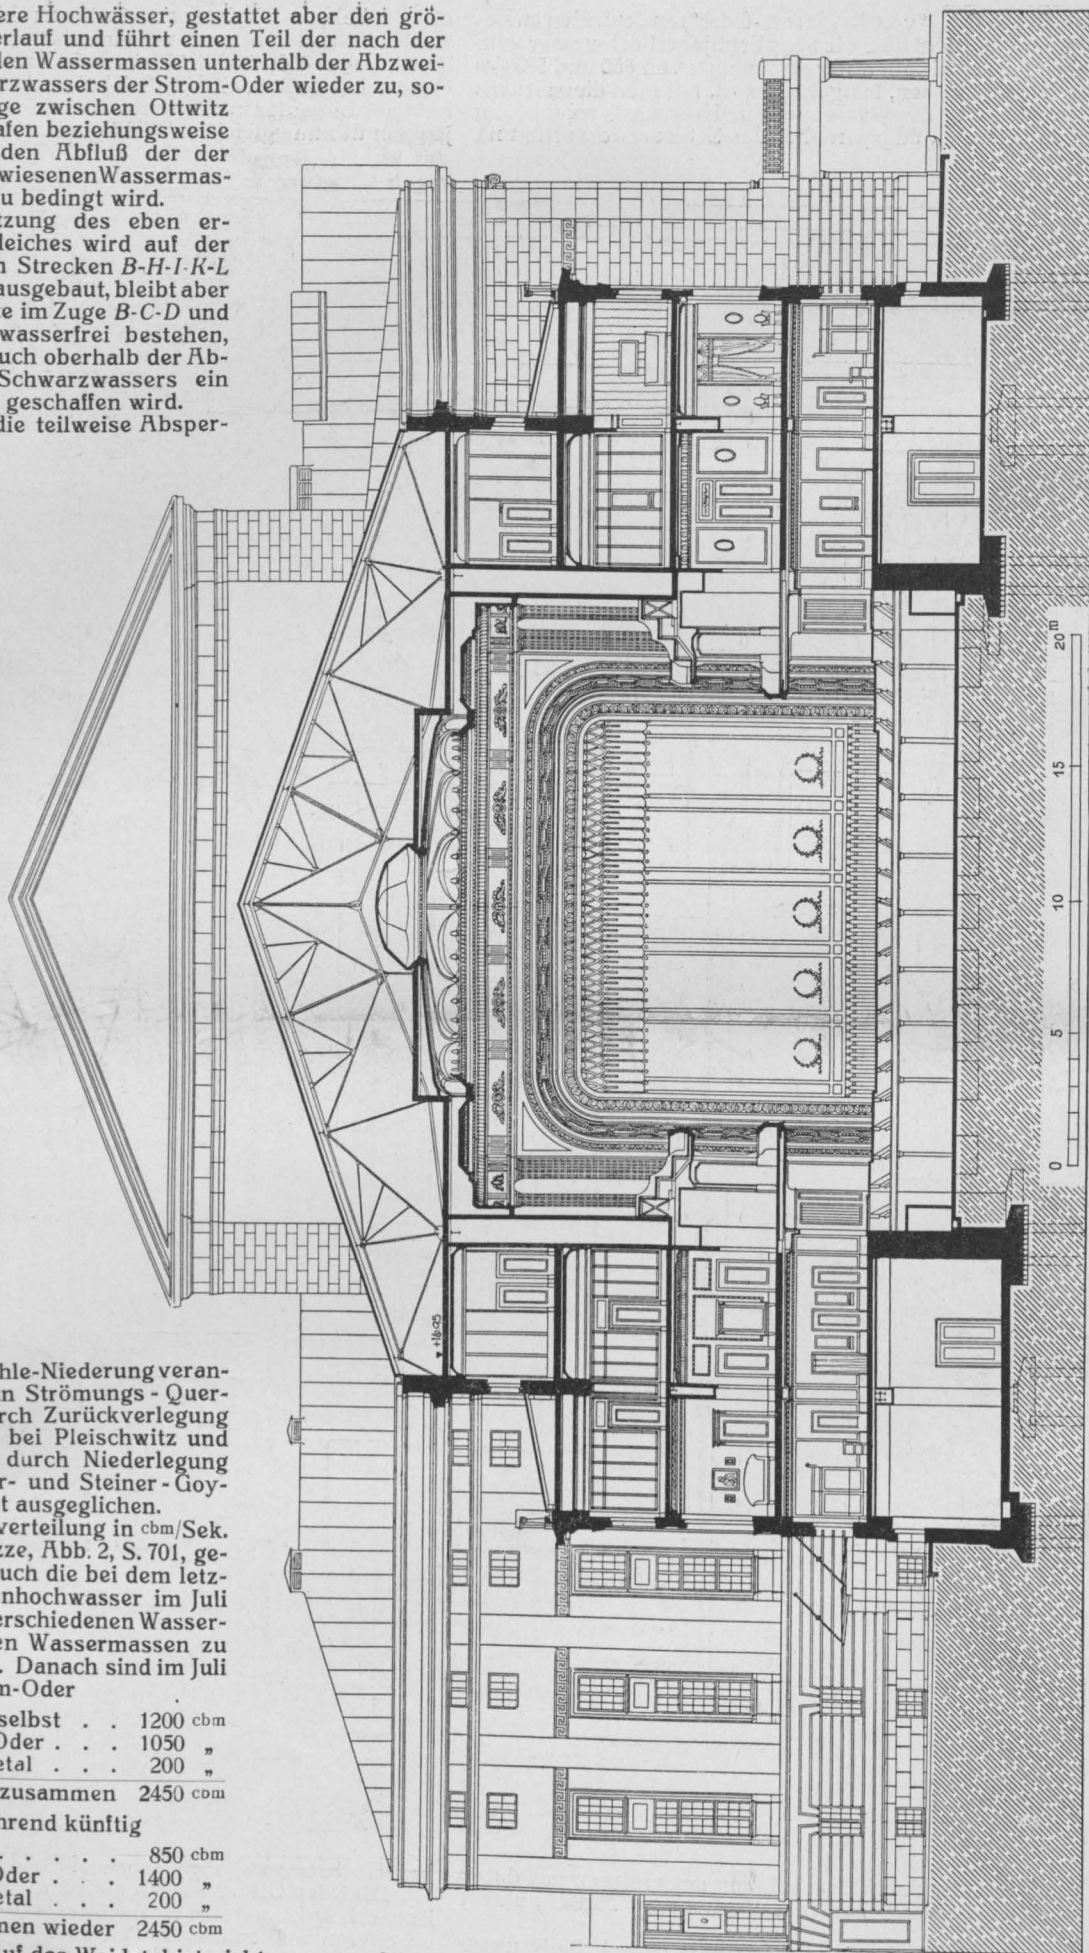 ere Hochwässer, gestattet aber den grö-
erlauf und führt einen Teil der nach der
len Wassermassen unterhalb der Abzwei-
rzwassers der Strom-Oder wieder zu, so-
ge zwischen Ottwitz
afen beziehungsweise
den Abfluß der der
wiesenen Wassermas-
u bedingt wird.
tzung des eben er-
leiches wird auf der
n Strecken B-H-I-K-L
ausgebaut, bleibt aber
te im Zuge B-C-D und
wasserfrei bestehen,
uch oberhalb der Ab-
Schwarzwassers ein
geschaffen wird.
die teilweise Absper-
hle-Niederung veran-
n Strömungs-Quer-
rch Zurückverlegung
bei Pleischwitz und
durch Niederlegung
r- und Steiner-Goy-
t ausgeglichen.
verteilung in cbm/Sek.
zze, Abb. 2, S. 701, ge-
uch die bei dem letz-
nhochwasser im Juli
erschiedenen Wasser-
en Wassermassen zu
. Danach sind im Juli
m-Oder
selbst . . 1200 cbm
Oder . . . 1050 „
etal . . . 200 „
zusammen 2450 cbm
hrend künftig
. . . . . 850 cbm
Oder . . . 1400 „
etal . . . 200 „
nen wieder 2450 cbm
+16.95
0 5 10 15 20 m